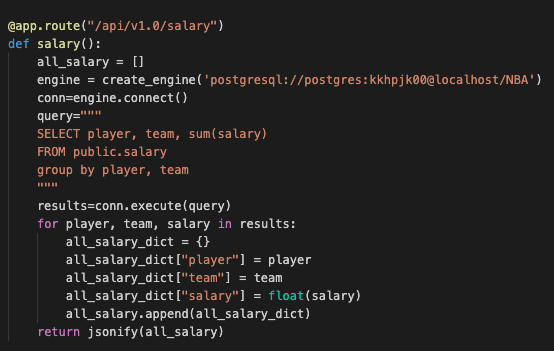 @app.route("/api/v1.0/salary")
def salary():
    all_salary = []
    engine = create_engine('postgresql://postgres:kkhpjk00@localhost/NBA')
    conn=engine.connect()
    query="""
    SELECT player, team, sum(salary)
    FROM public.salary
    group by player, team
    """
    results=conn.execute(query)
    for player, team, salary in results:
        all_salary_dict = {}
        all_salary_dict["player"] = player
        all_salary_dict["team"] = team
        all_salary_dict["salary"] = float(salary)
        all_salary.append(all_salary_dict)
    return jsonify(all_salary)